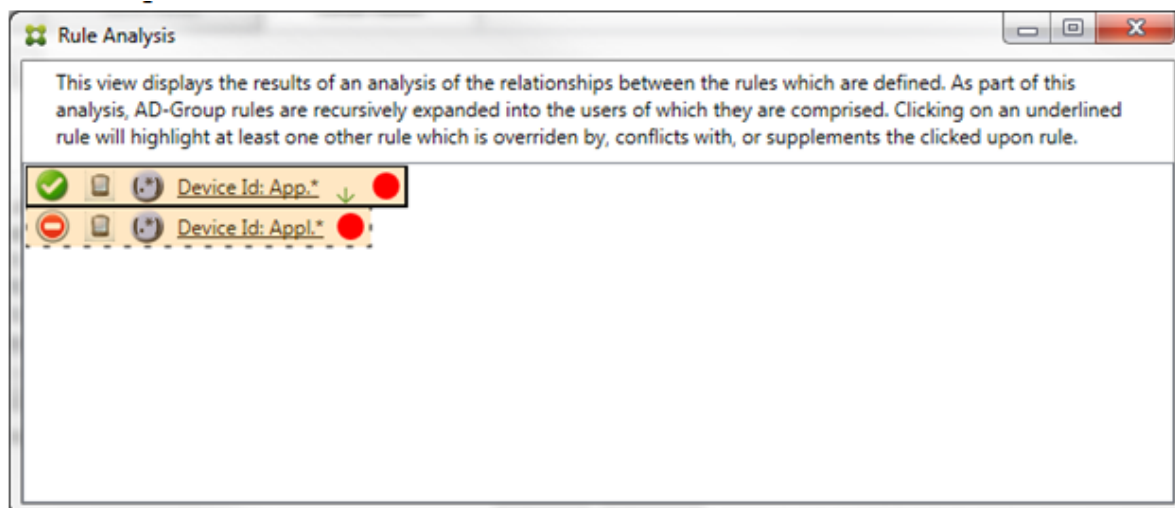 Rule Analysis
This view displays the results of an analysis of the relationships between the rules which are defined. As part of this
analysis, AD-Group rules are recursively expanded into the users of which they are comprised. Clicking on an underlined
rule will highlight at least one other rule which is overriden by, conflicts with, or supplements the clicked upon rule.
(.*) Device Id: App.*
(.*) Device Id: Appl.*